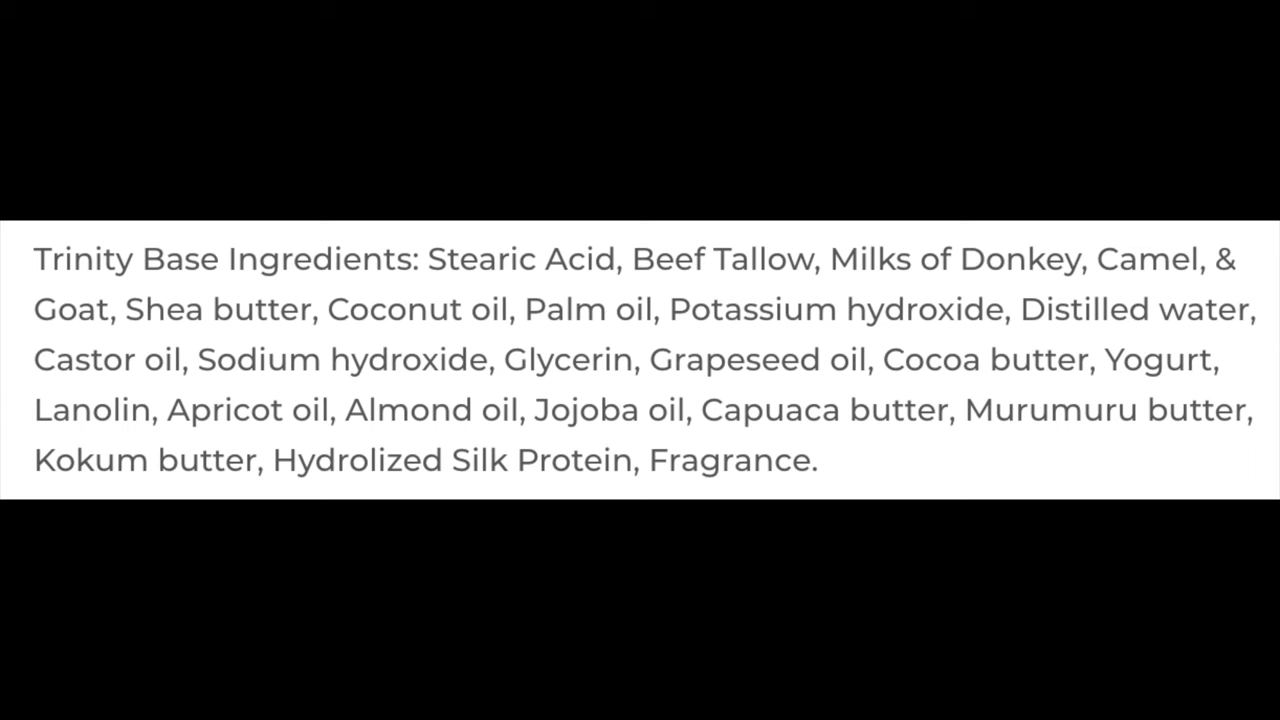 Trinity Base Ingredients: Stearic Acid, Beef Tallow, Milks of Donkey, Camel, &
Goat, Shea butter, Coconut oil, Palm oil, Potassium hydroxide, Distilled water,
Castor oil, Sodium hydroxide, Glycerin, Grapeseed oil, Cocoa butter, Yogurt,
Lanolin, Apricot oil, Almond oil, Jojoba oil, Capuaca butter, Murumuru butter,
Kokum butter, Hydrolized Silk Protein, Fragrance.